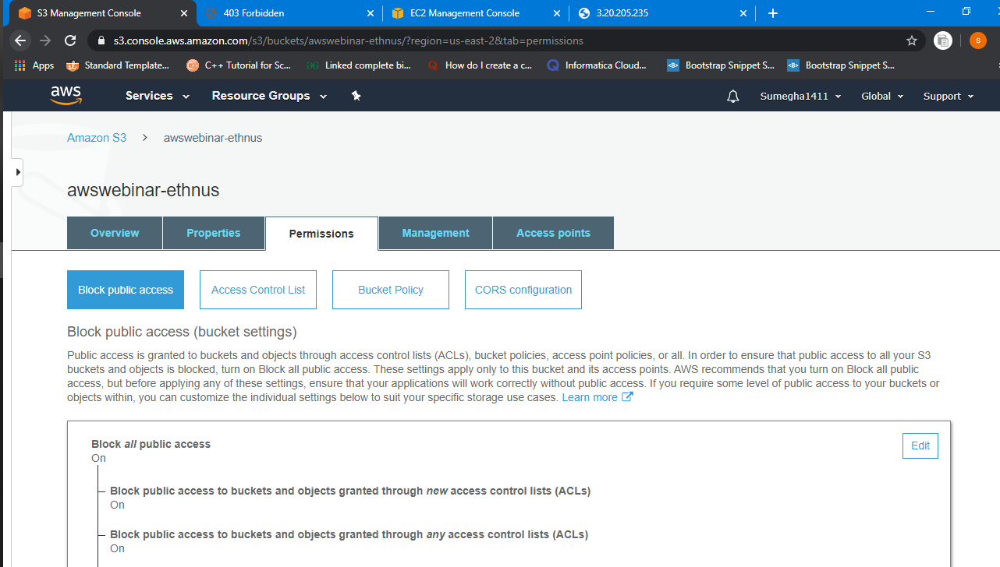 S3 Management Console
403 Forbidden
EC2 Management Console
3.20.205.235
s3.console.aws.amazon.com/s3/buckets/awswebinar-ethnus/?region=us-east-2&tab=permissions
S
Apps
Standard Template...
C++ Tutorial for Sc...
Linked complete bi...
How do I create a c...
Informatica Cloud...
Bootstrap Snippet S...
Bootstrap Snippet S...
aws
Services
Resource Groups
Sumegha1411
Global
Support
Amazon S3 > awswebinar-ethnus
awswebinar-ethnus
Overview
Properties
Permissions
Management
Access points
Block public access
Access Control List
Bucket Policy
CORS configuration
Block public access (bucket settings)
Public access is granted to buckets and objects through access control lists (ACLs), bucket policies, access point policies, or all. In order to ensure that public access to all your S3
buckets and objects is blocked, turn on Block all public access. These settings apply only to this bucket and its access points. AWS recommends that you turn on Block all public
access, but before applying any of these settings, ensure that your applications will work correctly without public access. If you require some level of public access to your buckets or
objects within, you can customize the individual settings below to suit your specific storage use cases. Learn more
Block all public access
On
Edit
Block public access to buckets and objects granted through new access control lists (ACLs)
On
Block public access to buckets and objects granted through any access control lists (ACLs)
On